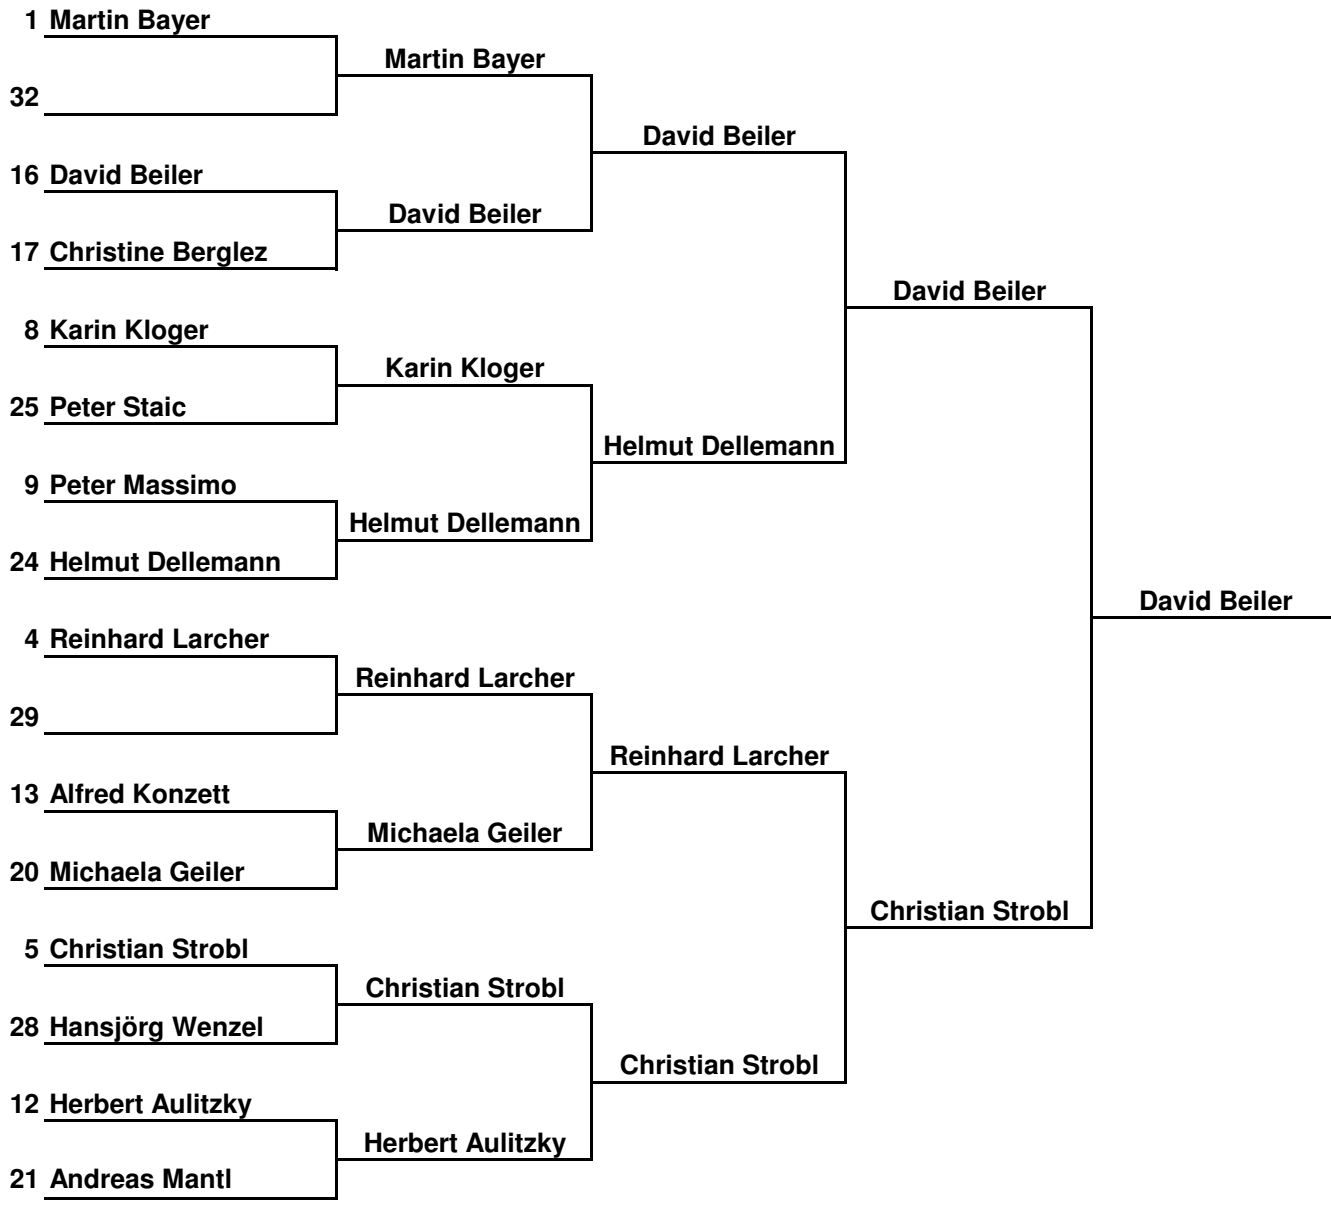 1 Martin Bayer
Martin Bayer
32
David Beiler
16 David Beiler
David Beiler
17 Christine Berglez
David Beiler
8 Karin Kloger
Karin Kloger
25 Peter Staic
Helmut Dellemann
9 Peter Massimo
Helmut Dellemann
24 Helmut Dellemann
David Beiler
4 Reinhard Larcher
Reinhard Larcher
29
Reinhard Larcher
13 Alfred Konzett
Michaela Geiler
20 Michaela Geiler
Christian Strobl
5 Christian Strobl
Christian Strobl
28 Hansjörg Wenzel
Christian Strobl
12 Herbert Aulitzky
Herbert Aulitzky
21 Andreas Mantl